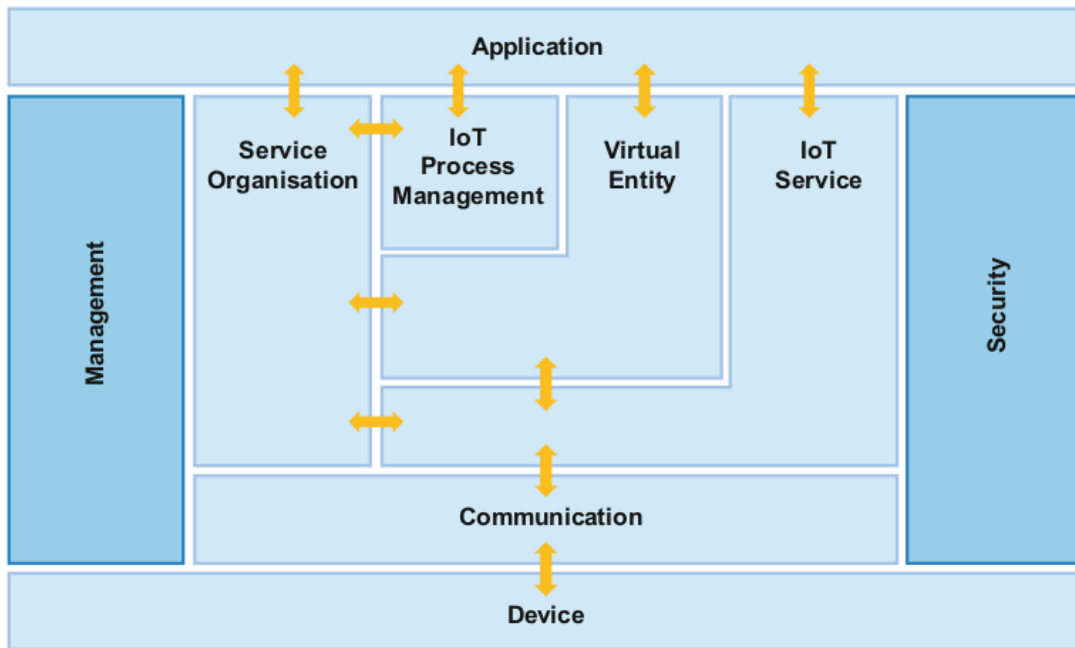 Application
Management
Service
Organisation
IoT
Process
Management
Virtual
Entity
IoT
Service
Security
Communication
Device